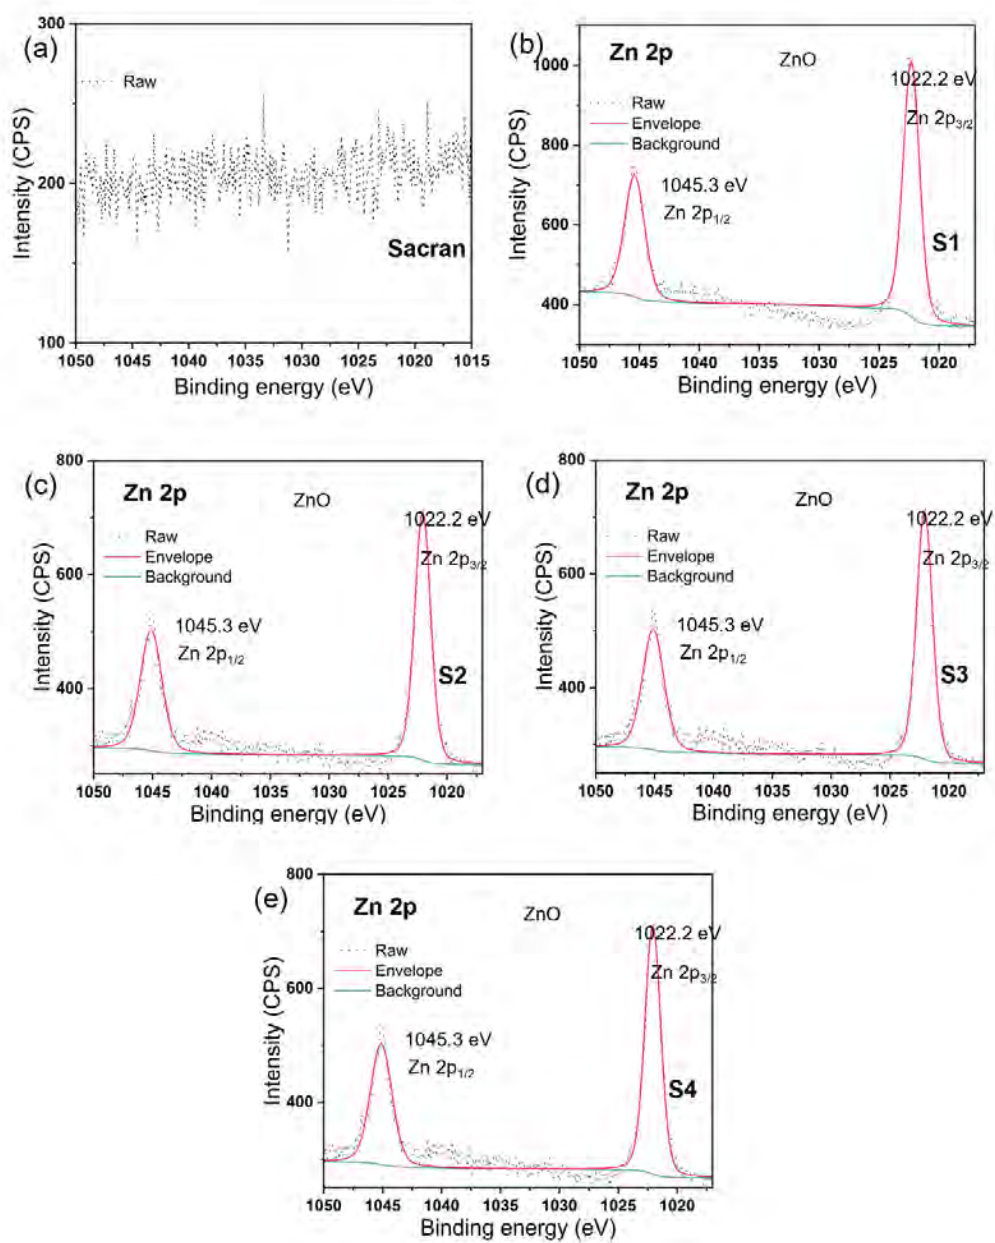 (a)
300
250
200
150
100
Intensity (CPS)
Raw
Sacran
1050 1045 1040 1035 1030 1025 1020 1015
Binding energy (eV)
(b)
Zn 2p
ZnO
1000
800
600
400
Intensity (CPS)
Raw
Envelope
Background
1022.2 eV
Zn 2p3/2
1045.3 eV
Zn 2p1/2
S1
1050 1045 1040 1035 1030 1025 1020
Binding energy (eV)
(c)
Zn 2p
ZnO
800
600
400
Intensity (CPS)
Raw
Envelope
Background
1022.2 eV
Zn 2p3/2
1045.3 eV
Zn 2p1/2
S2
1050 1045 1040 1035 1030 1025 1020
Binding energy (eV)
(d)
Zn 2p
ZnO
800
600
400
Intensity (CPS)
Raw
Envelope
Background
1022.2 eV
Zn 2p3/2
1045.3 eV
Zn 2p1/2
S3
1050 1045 1040 1035 1030 1025 1020
Binding energy (eV)
(e)
Zn 2p
ZnO
800
600
400
Intensity (CPS)
Raw
Envelope
Background
1022.2 eV
Zn 2p3/2
1045.3 eV
Zn 2p1/2
S4
1050 1045 1040 1035 1030 1025 1020
Binding energy (eV)